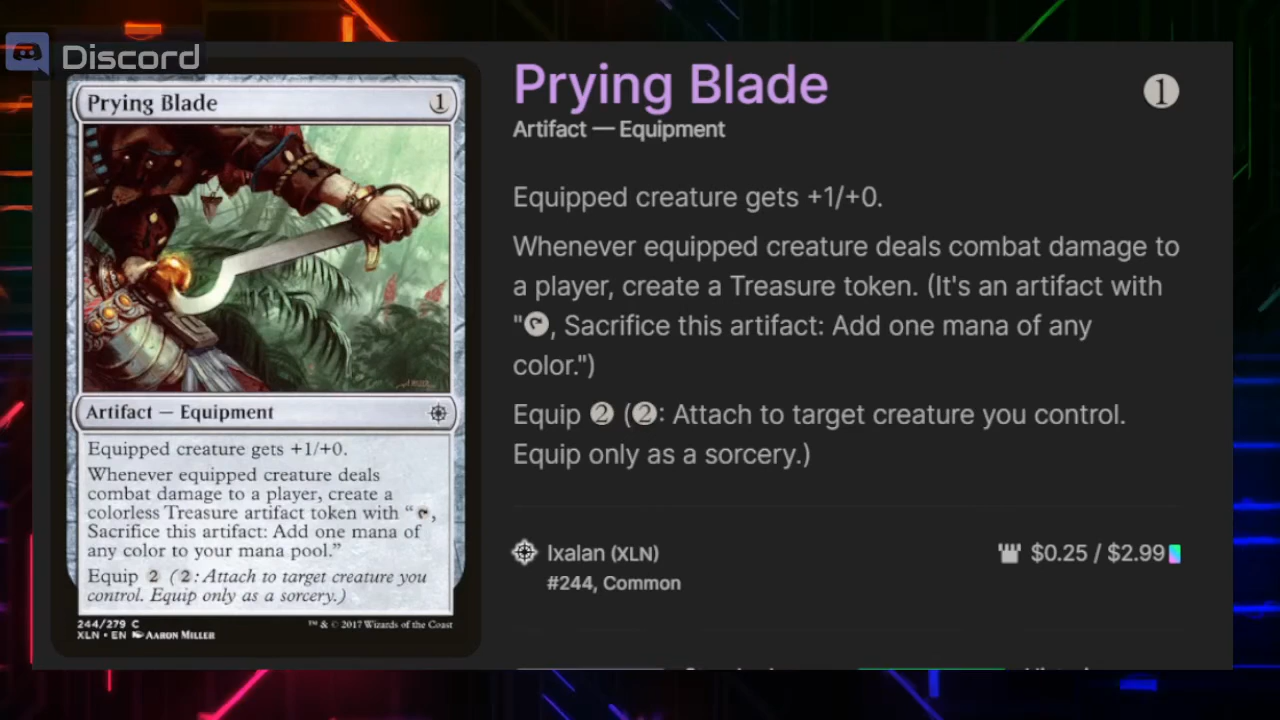 Discord
Prying Blade 1
Artifact — Equipment
Equipped creature gets +1/+0.
Whenever equipped creature deals
combat damage to a player, create a
colorless Treasure artifact token with “ ,
Sacrifice this artifact: Add one mana of
any color to your mana pool.”
Equip 2 (2: Attach to target creature you
control. Equip only as a sorcery.)
244/279 C
XLN • EN Aaron Miller
™ & © 2017 Wizards of the Coast
Prying Blade 1
Artifact — Equipment
Equipped creature gets +1/+0.
Whenever equipped creature deals combat damage to
a player, create a Treasure token. (It's an artifact with
" , Sacrifice this artifact: Add one mana of any
color.")
Equip 2 (2: Attach to target creature you control.
Equip only as a sorcery.)
Ixalan (XLN)
#244, Common
$0.25 / $2.99